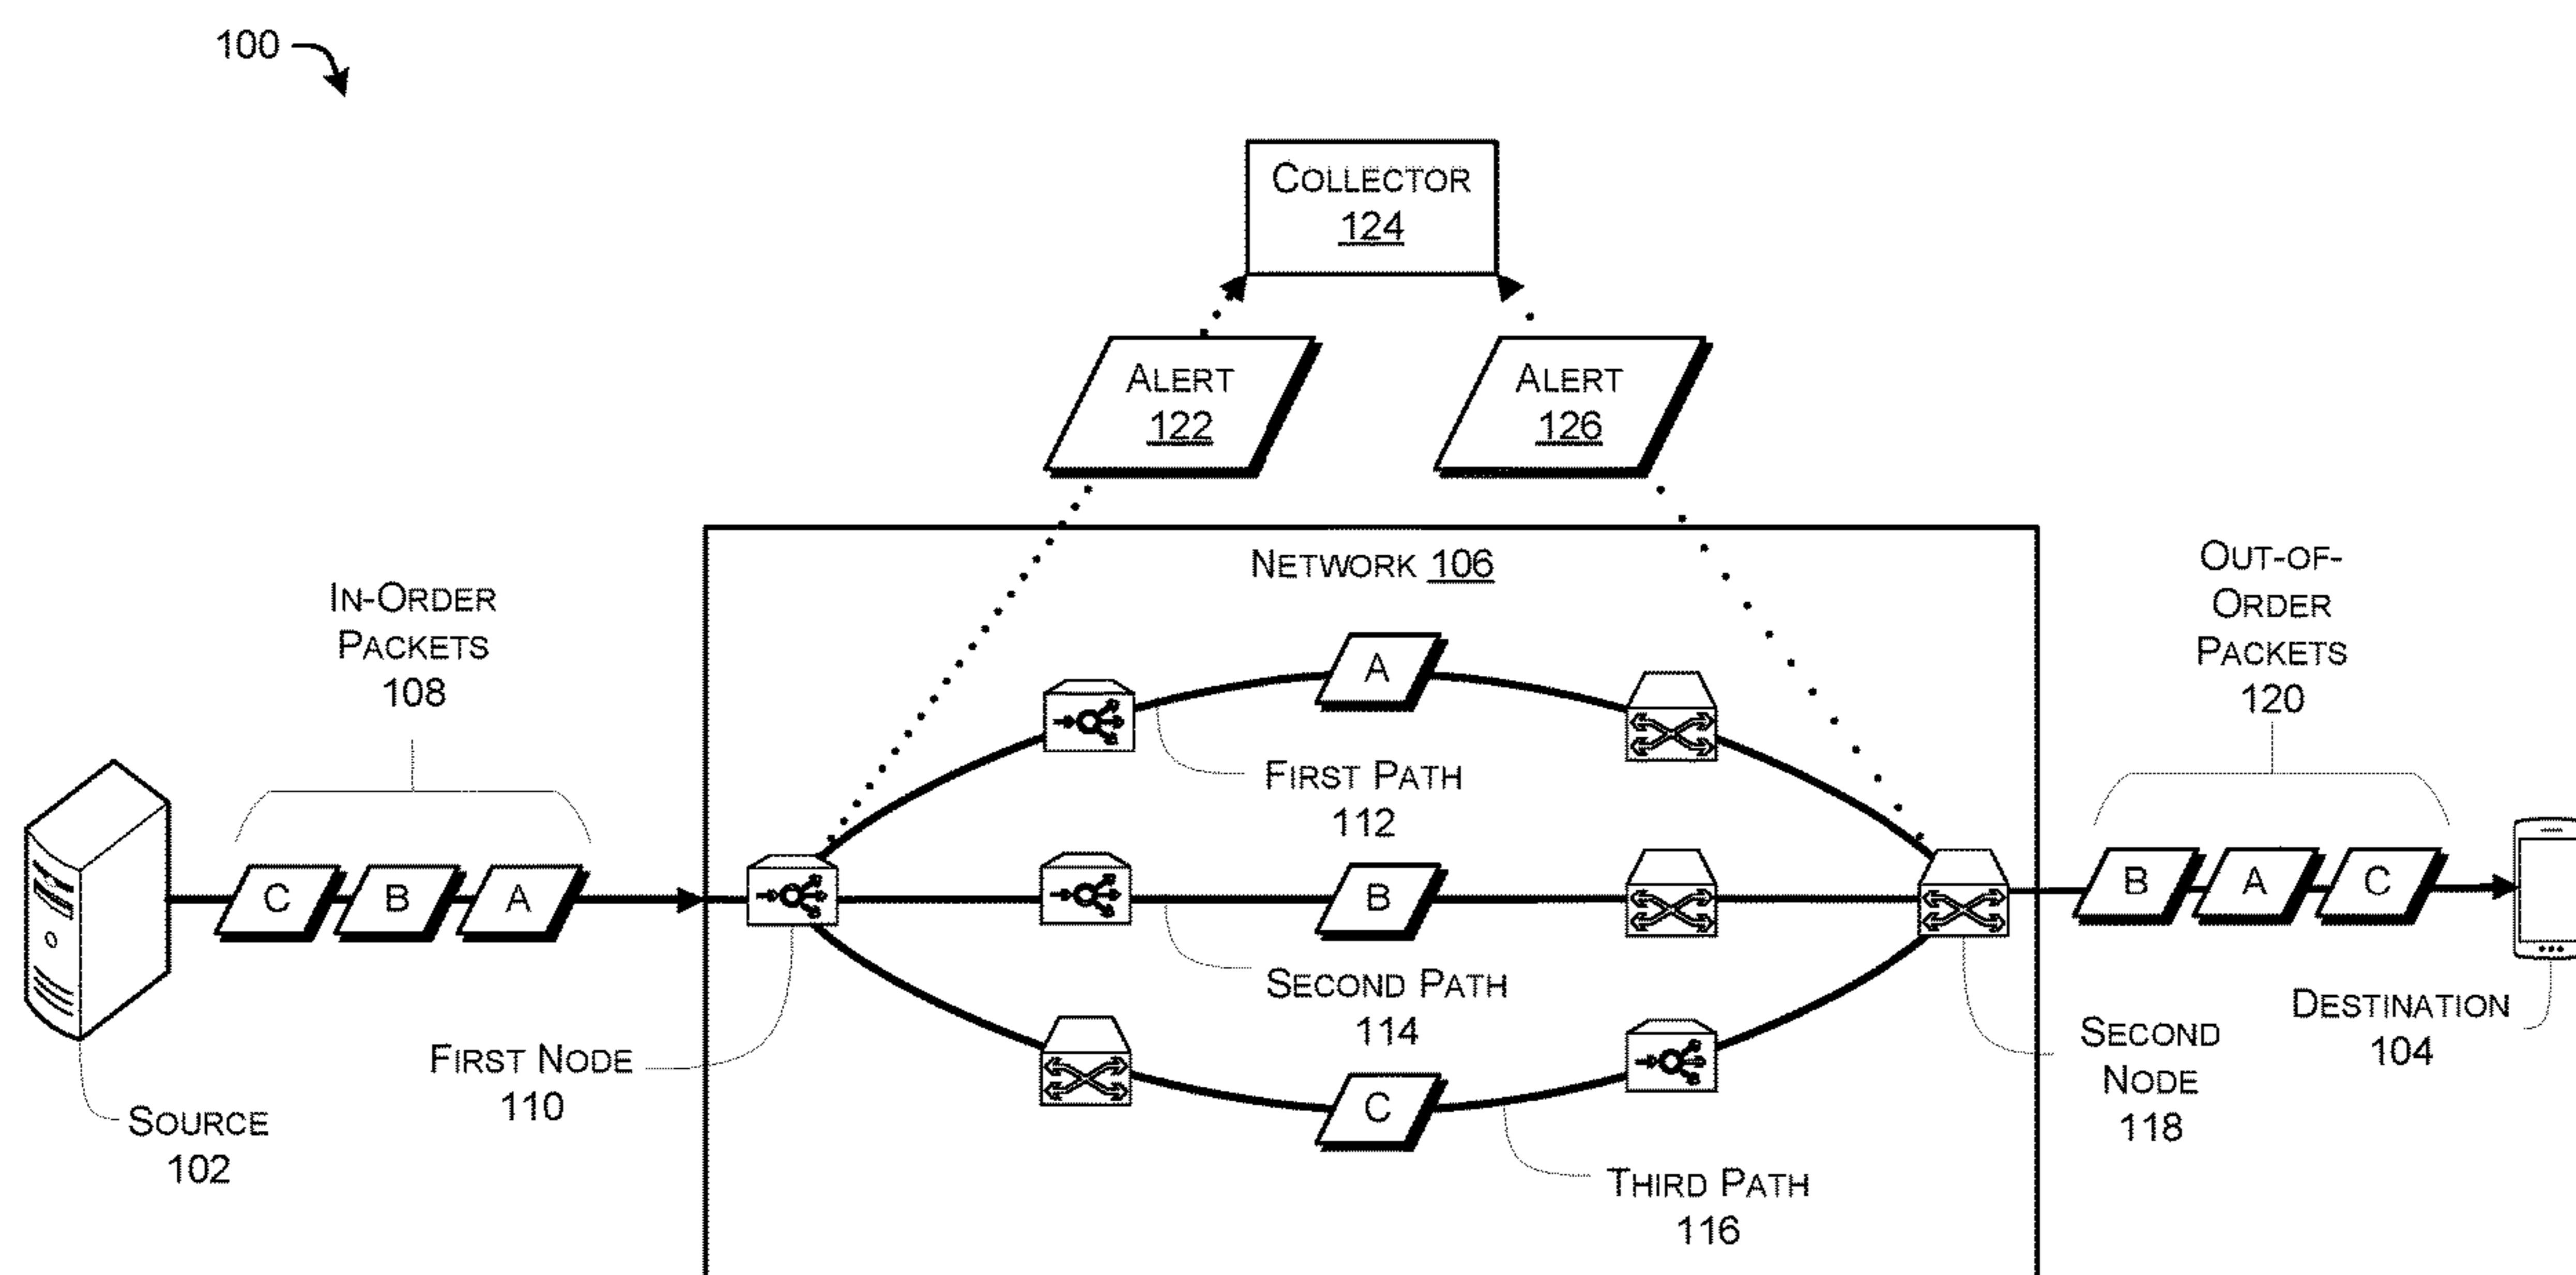 100
COLLECTOR
124
ALERT
122
ALERT
126
NETWORK 106
IN-ORDER
PACKETS
108
OUT-OF-
ORDER
PACKETS
120
A
FIRST PATH
112
C B A
B
B A C
SECOND PATH
114
FIRST NODE
110
SOURCE
102
C
THIRD PATH
116
SECOND
NODE
118
DESTINATION
104